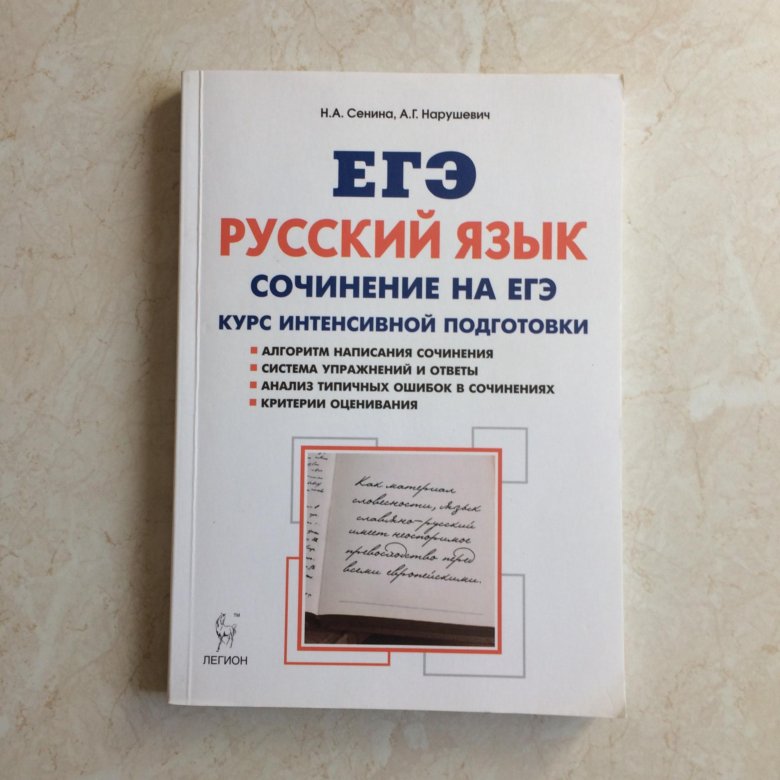 Н.А. Сенина, А.Г. Нарушевич
ЕГЭ
РУССКИЙ ЯЗЫК
СОЧИНЕНИЕ НА ЕГЭ
КУРС ИНТЕНСИВНОЙ ПОДГОТОВКИ
АЛГОРИТМ НАПИСАНИЯ СОЧИНЕНИЯ
СИСТЕМА УПРАЖНЕНИЙ И ОТВЕТЫ
АНАЛИЗ ТИПИЧНЫХ ОШИБОК В СОЧИНЕНИЯХ
КРИТЕРИИ ОЦЕНИВАНИЯ
Как материал
словесности, язык
славяно-русский
имеет неоспоримое
превосходство перед
всеми европейскими.
TM
ЛЕГИОН